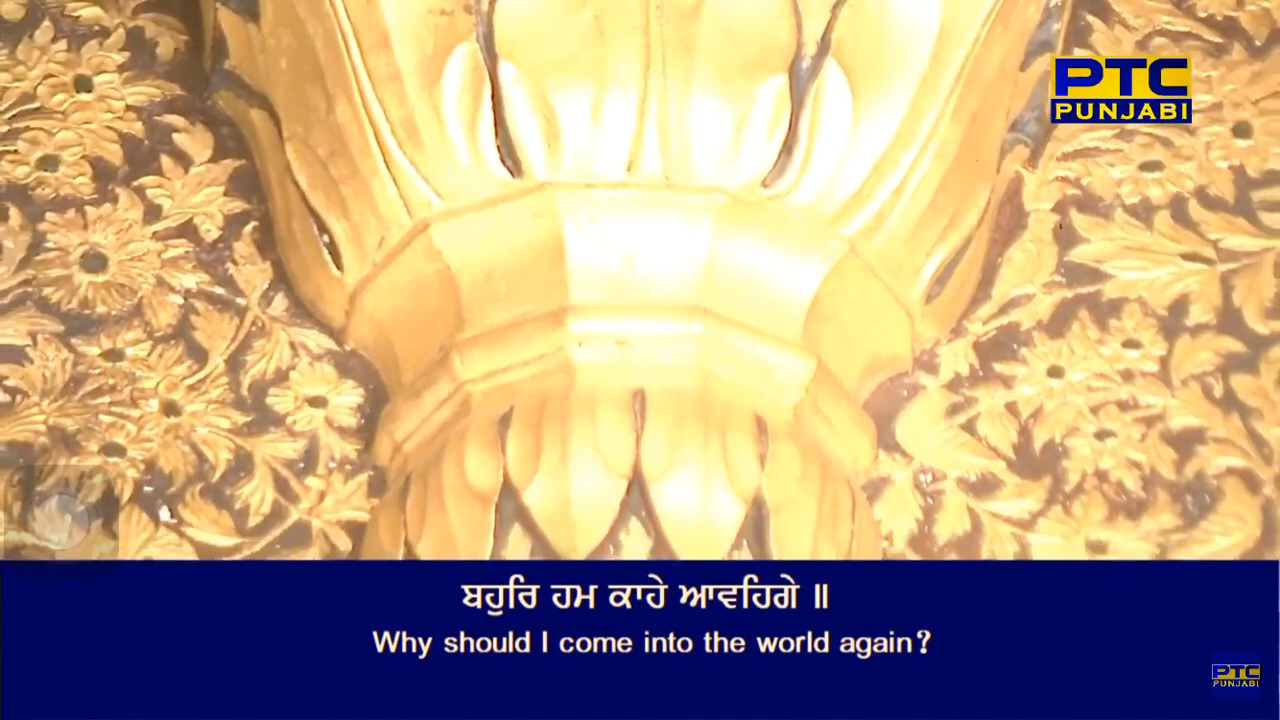 PTC
PUNJABI
ਬਹੁਰਿ ਹਮ ਕਾਹੇ ਆਵਹਿਗੇ ॥
Why should I come into the world again?
PTC
PUNJABI